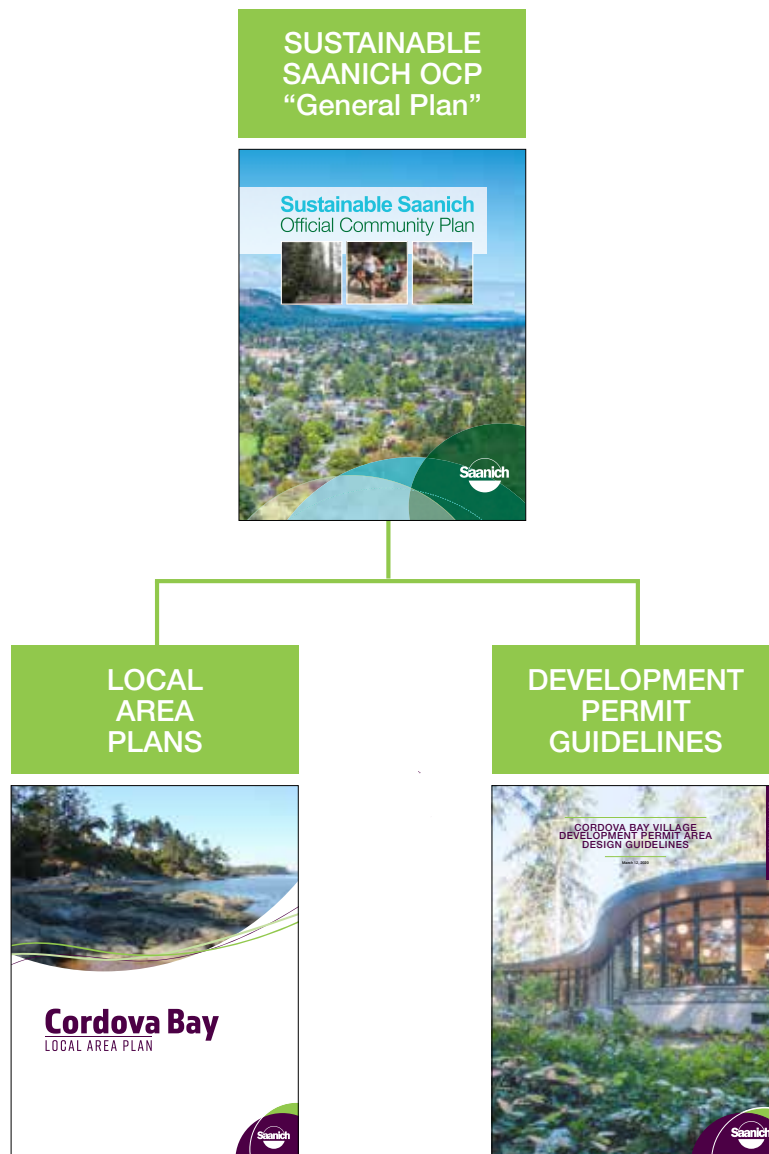 SUSTAINABLE
SAANICH OCP
“General Plan”
Sustainable Saanich
Official Community Plan
Saanich
LOCAL
AREA
PLANS
Cordova Bay
LOCAL AREA PLAN
Saanich
DEVELOPMENT
PERMIT
GUIDELINES
CORDOVA BAY VILLAGE
DEVELOPMENT PERMIT AREA
DESIGN GUIDELINES
Saanich